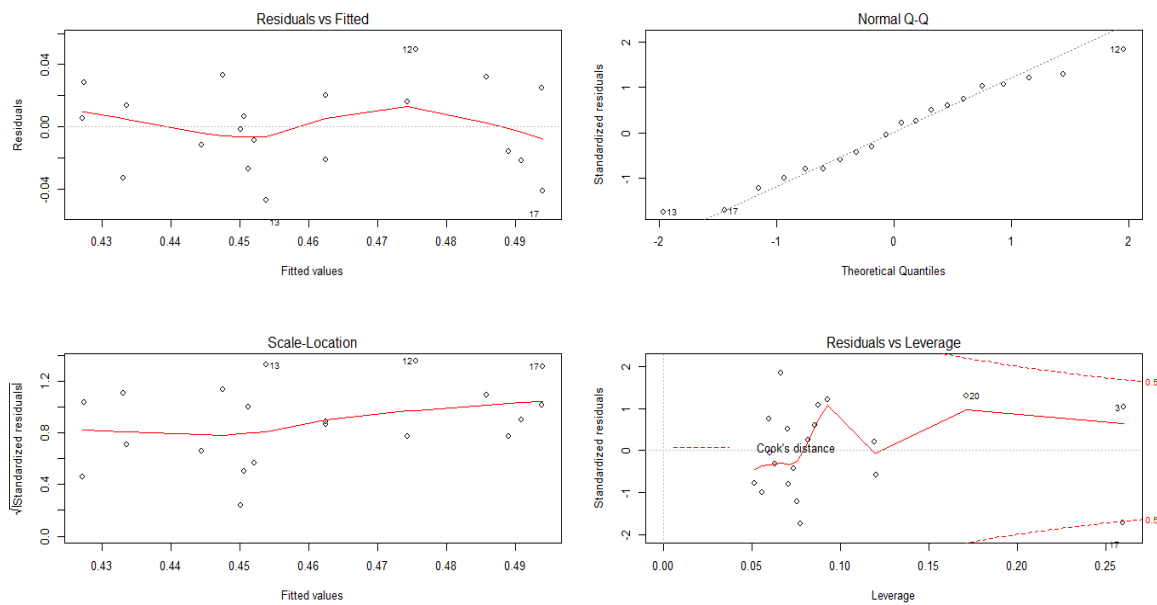 Residuals vs Fitted
Residuals
0.04
0.00
-0.04
12
13
17
0.43 0.44 0.45 0.46 0.47 0.48 0.49
Fitted values
Normal Q-Q
Standardized residuals
2
1
0
-1
12
13
17
-2 -1 0 1 2
Theoretical Quantiles
Scale-Location
√|Standardized residuals|
1.2
0.8
0.4
0.0
13
12
17
0.43 0.44 0.45 0.46 0.47 0.48 0.49
Fitted values
Residuals vs Leverage
Standardized residuals
2
1
0
-1
-2
20
3
17
0.5
0.5
Cook's distance
0.00 0.05 0.10 0.15 0.20 0.25
Leverage